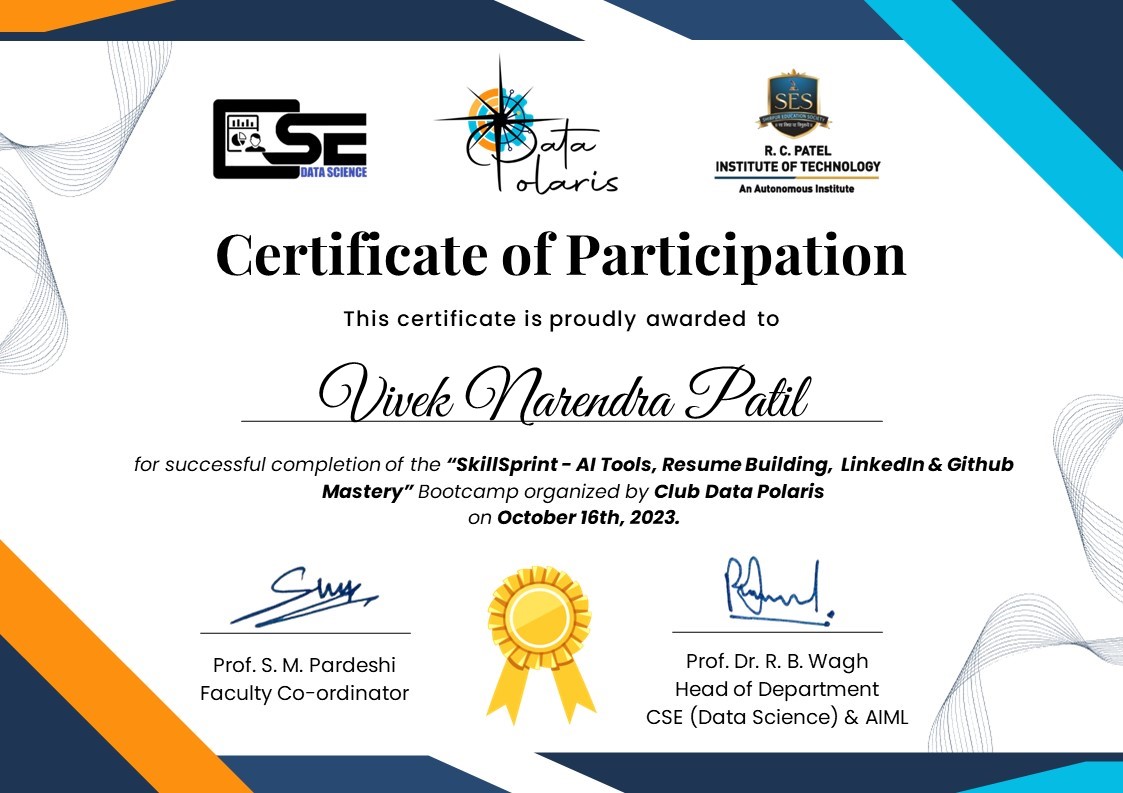 CSE
DATA SCIENCE
Data
Polaris
SES
SHIRPUR EDUCATION SOCIETY
R. C. PATEL
INSTITUTE OF TECHNOLOGY
An Autonomous Institute
Certificate of Participation
This certificate is proudly awarded to
Vivek Narendra Patil
for successful completion of the “SkillSprint - AI Tools, Resume Building, LinkedIn & Github
Mastery” Bootcamp organized by Club Data Polaris
on October 16th, 2023.
Prof. S. M. Pardeshi
Faculty Co-ordinator
Prof. Dr. R. B. Wagh
Head of Department
CSE (Data Science) & AIML